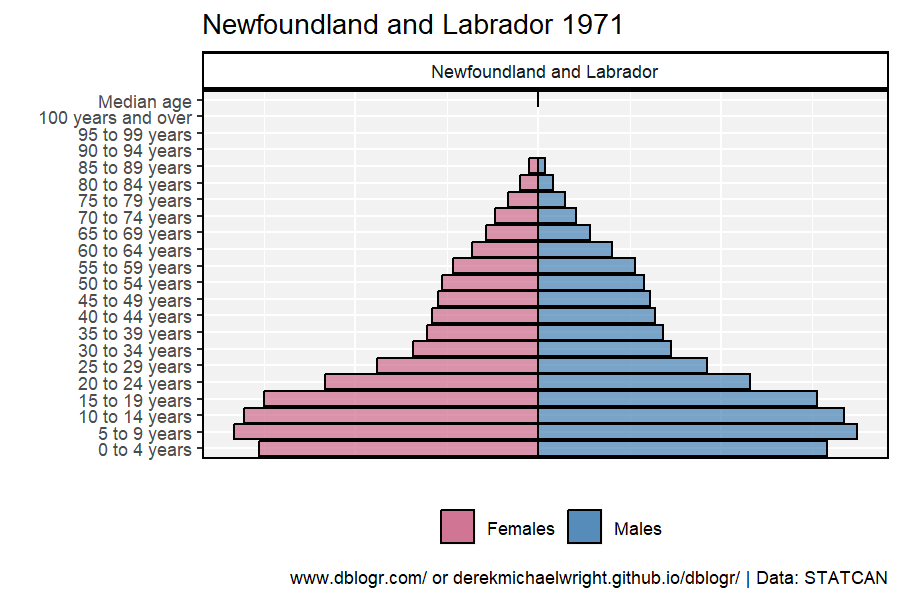 Newfoundland and Labrador 1971
Newfoundland and Labrador
Median age
100 years and over
95 to 99 years
90 to 94 years
85 to 89 years
80 to 84 years
75 to 79 years
70 to 74 years
65 to 69 years
60 to 64 years
55 to 59 years
50 to 54 years
45 to 49 years
40 to 44 years
35 to 39 years
30 to 34 years
25 to 29 years
20 to 24 years
15 to 19 years
10 to 14 years
5 to 9 years
0 to 4 years
Females Males
www.dblogr.com/ or derekmichaelwright.github.io/dblogr/ | Data: STATCAN